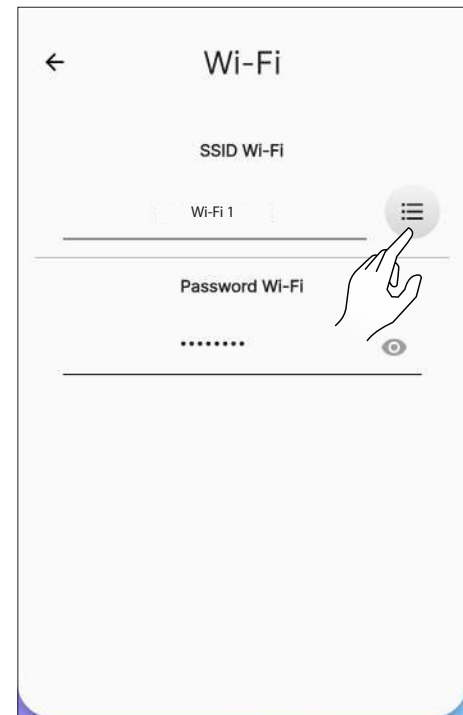 Wi-Fi
SSID Wi-Fi
Wi-Fi 1
Password Wi-Fi
••••••••